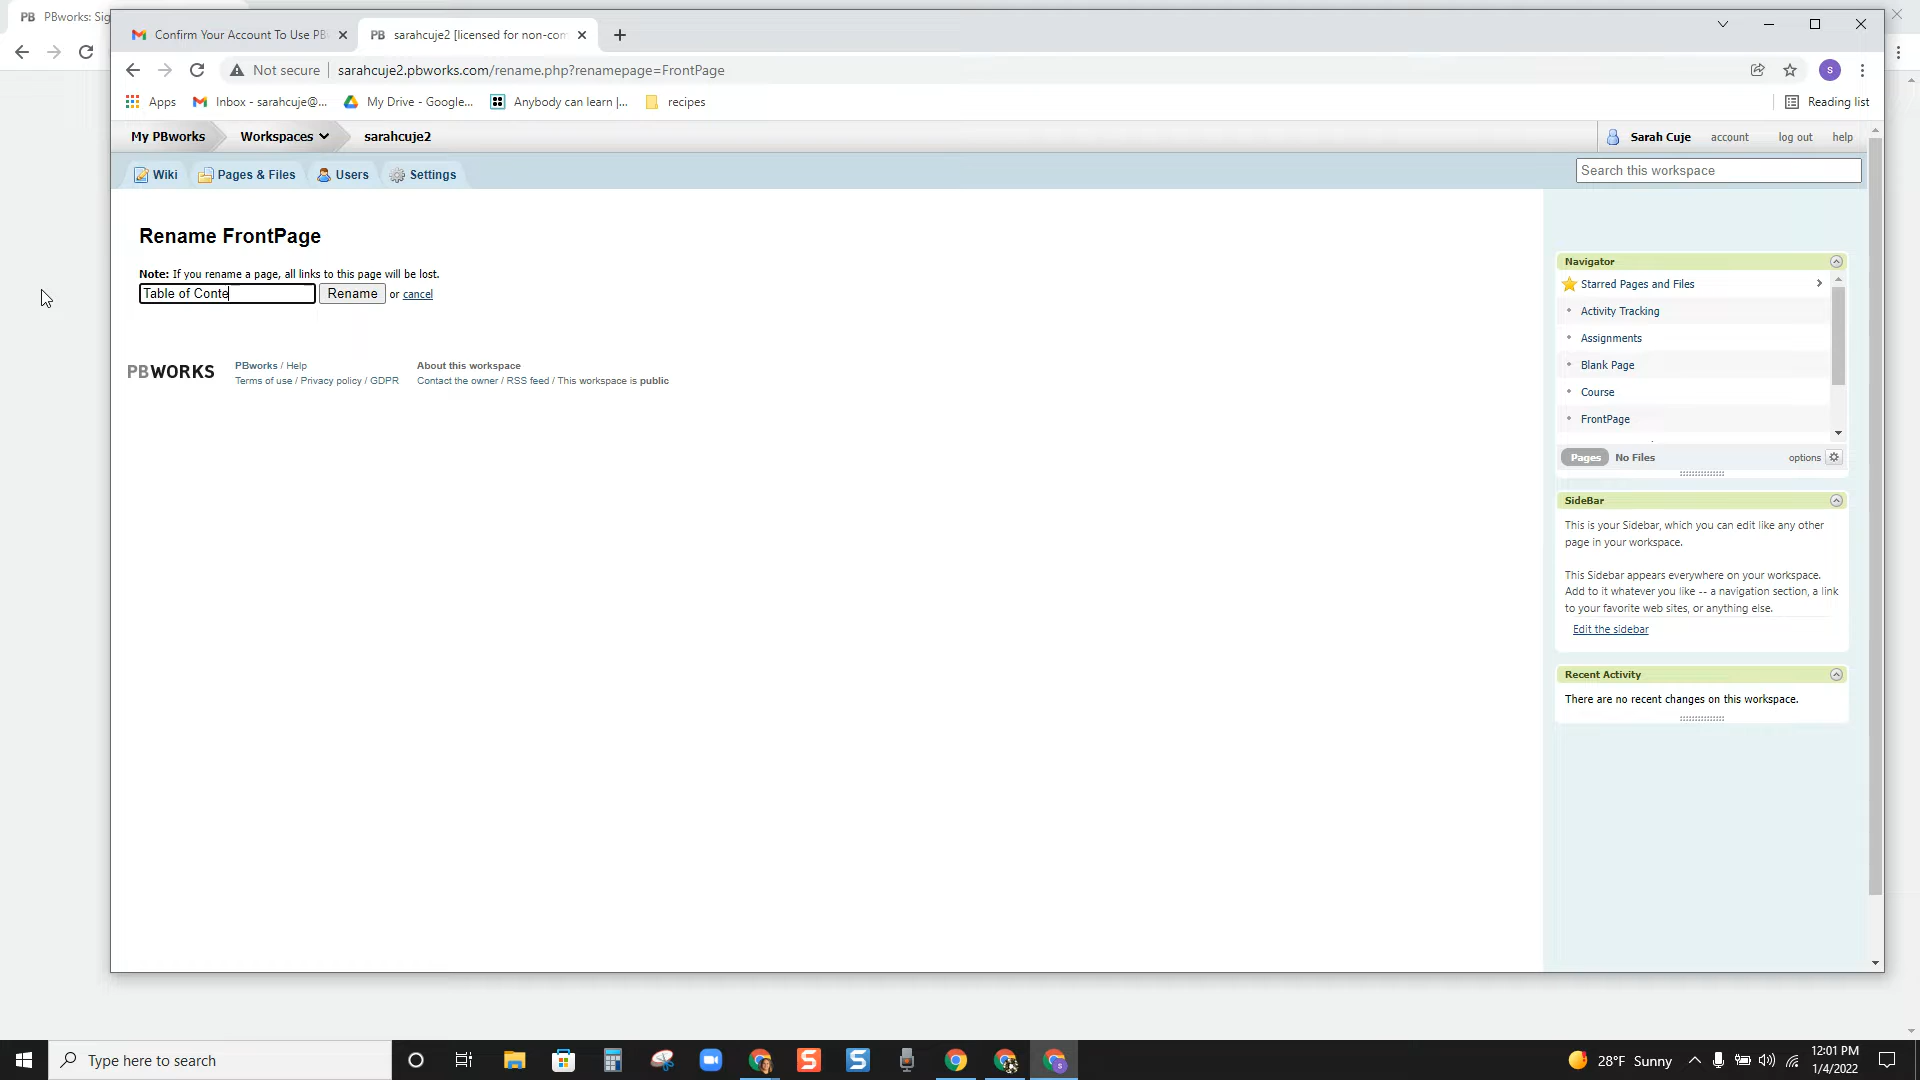 PB PBworks: Sig
Confirm Your Account To Use PB
PB sarahcuje2 [licensed for non-com
Not secure sarahcuje2.pbworks.com/rename.php?renamepage=FrontPage
S
Apps Inbox - sarahcuje@... My Drive - Google... Anybody can learn |... recipes Reading list
My PBworks Workspaces sarahcuje2 Sarah Cuje account log out help
Wiki Pages & Files Users Settings Search this workspace
Rename FrontPage
Note: If you rename a page, all links to this page will be lost.
Table of Conte Rename or cancel
PBWORKS
PBworks / Help
Terms of use / Privacy policy / GDPR
About this workspace
Contact the owner / RSS feed / This workspace is public
Navigator
Starred Pages and Files
Activity Tracking
Assignments
Blank Page
Course
FrontPage
Pages No Files options
SideBar
This is your Sidebar, which you can edit like any other
page in your workspace.
This Sidebar appears everywhere on your workspace.
Add to it whatever you like -- a navigation section, a link
to your favorite web sites, or anything else.
Edit the sidebar
Recent Activity
There are no recent changes on this workspace.
Type here to search
S S S
28°F Sunny
12:01 PM
1/4/2022